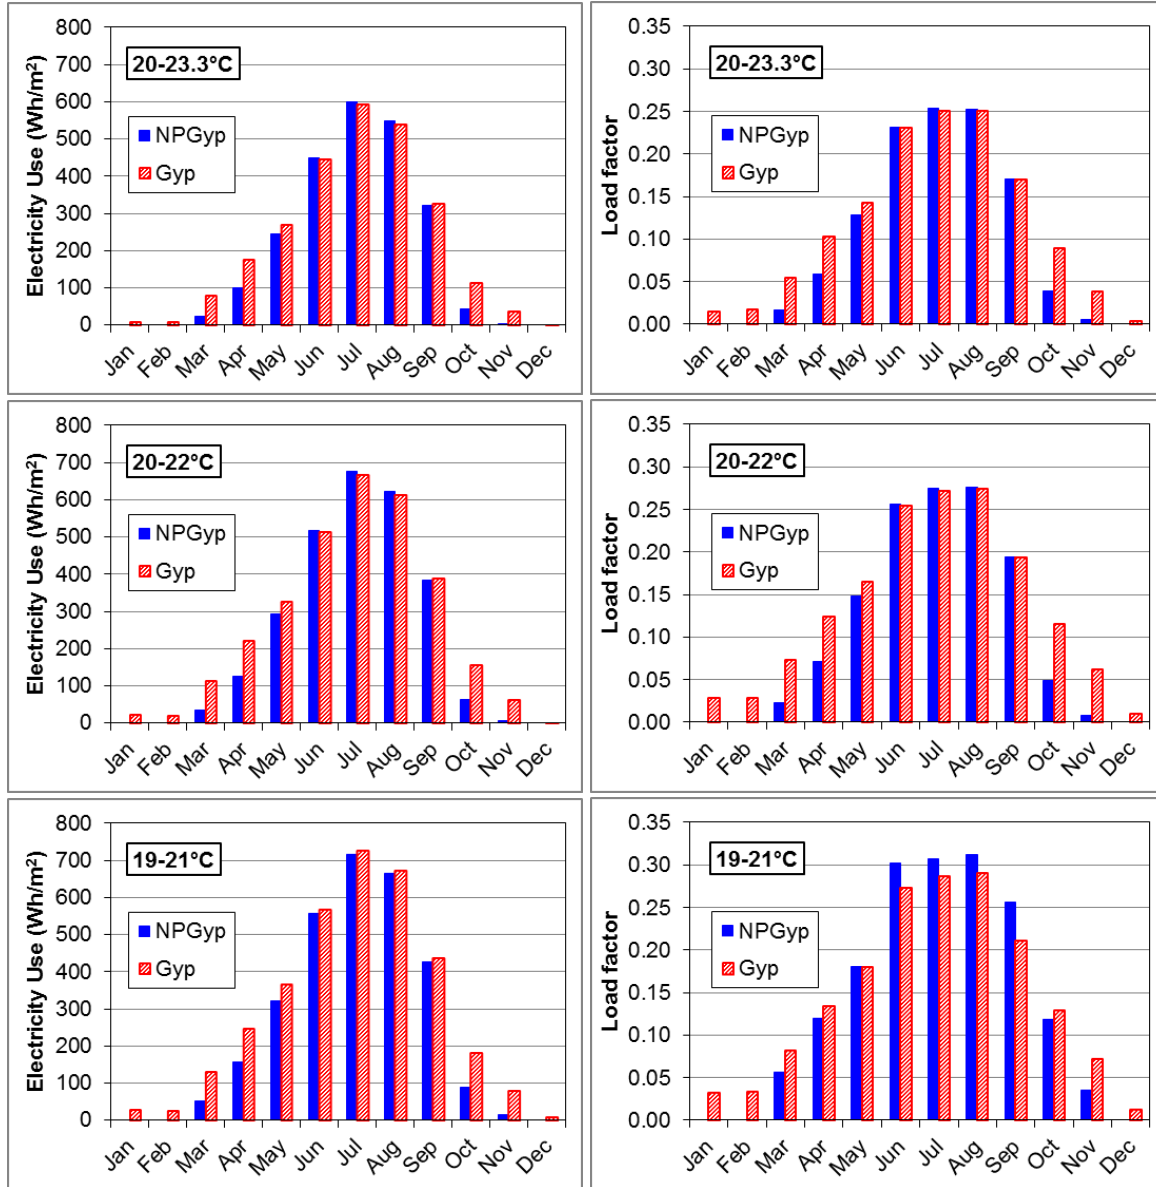 Electricity Use (Wh/m²)
800
700
600
500
400
300
200
100
0
20-23.3°C
NPGyp
Gyp
Jan Feb Mar Apr May Jun Jul Aug Sep Oct Nov Dec
Load factor
0.35
0.30
0.25
0.20
0.15
0.10
0.05
0.00
20-23.3°C
NPGyp
Gyp
Jan Feb Mar Apr May Jun Jul Aug Sep Oct Nov Dec
Electricity Use (Wh/m²)
800
700
600
500
400
300
200
100
0
20-22°C
NPGyp
Gyp
Jan Feb Mar Apr May Jun Jul Aug Sep Oct Nov Dec
Load factor
0.35
0.30
0.25
0.20
0.15
0.10
0.05
0.00
20-22°C
NPGyp
Gyp
Jan Feb Mar Apr May Jun Jul Aug Sep Oct Nov Dec
Electricity Use (Wh/m²)
800
700
600
500
400
300
200
100
0
19-21°C
NPGyp
Gyp
Jan Feb Mar Apr May Jun Jul Aug Sep Oct Nov Dec
Load factor
0.35
0.30
0.25
0.20
0.15
0.10
0.05
0.00
19-21°C
NPGyp
Gyp
Jan Feb Mar Apr May Jun Jul Aug Sep Oct Nov Dec